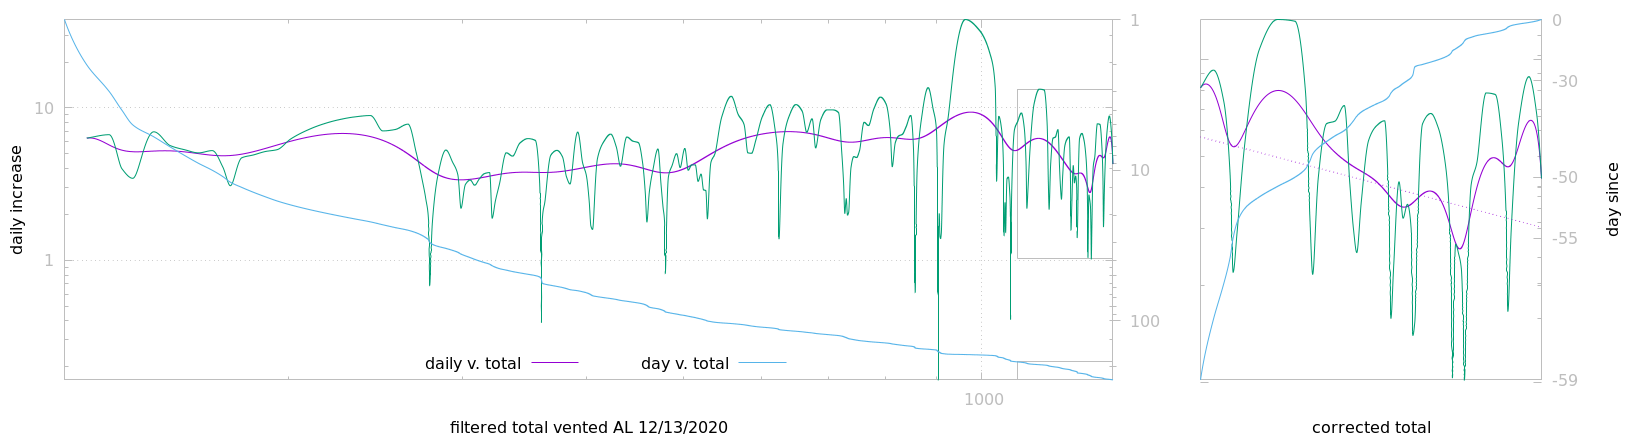 daily increase
10
1
1
10
100
1000
daily v. total
day v. total
filtered total vented AL 12/13/2020
0
-30
-50
-55
-59
day since
corrected total